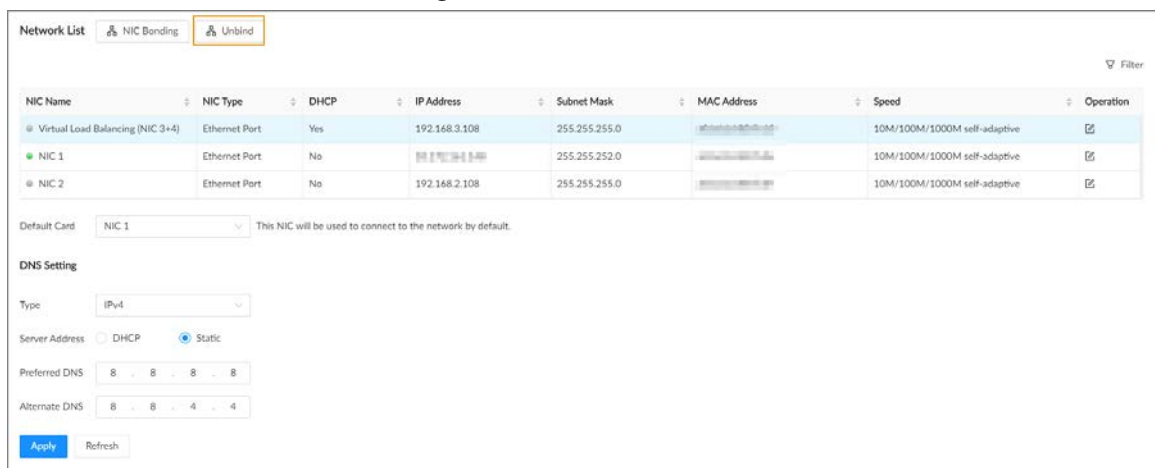 Network List NIC Bonding Unbind
Filter
NIC Name NIC Type DHCP IP Address Subnet Mask MAC Address Speed Operation
Virtual Load Balancing (NIC 3+4) Ethernet Port Yes 192.168.3.108 255.255.255.0 10M/100M/1000M self-adaptive
NIC 1 Ethernet Port No 255.255.252.0 10M/100M/1000M self-adaptive
NIC 2 Ethernet Port No 192.168.2.108 255.255.255.0 10M/100M/1000M self-adaptive
Default Card NIC 1 This NIC will be used to connect to the network by default.
DNS Setting
Type IPv4
Server Address DHCP Static
Preferred DNS 8 . 8 . 8 . 8
Alternate DNS 8 . 8 . 4 . 4
Apply Refresh